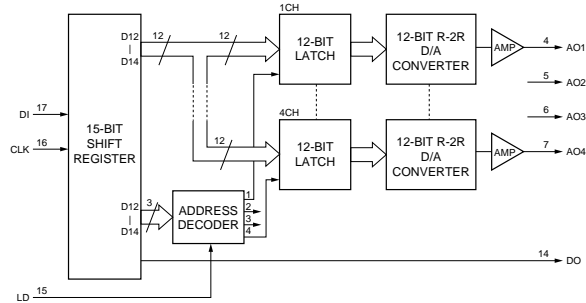 1CH
D12
D14
12
12
12-BIT
LATCH
12-BIT R-2R
D/A
CONVERTER
AMP
4
AO1
5
AO2
DI
17
6
AO3
CLK
16
15-BIT
SHIFT
REGISTER
12
4CH
12-BIT
LATCH
12-BIT R-2R
D/A
CONVERTER
AMP
7
AO4
D12
D14
3
ADDRESS
DECODER
1
2
3
4
14
DO
LD
15